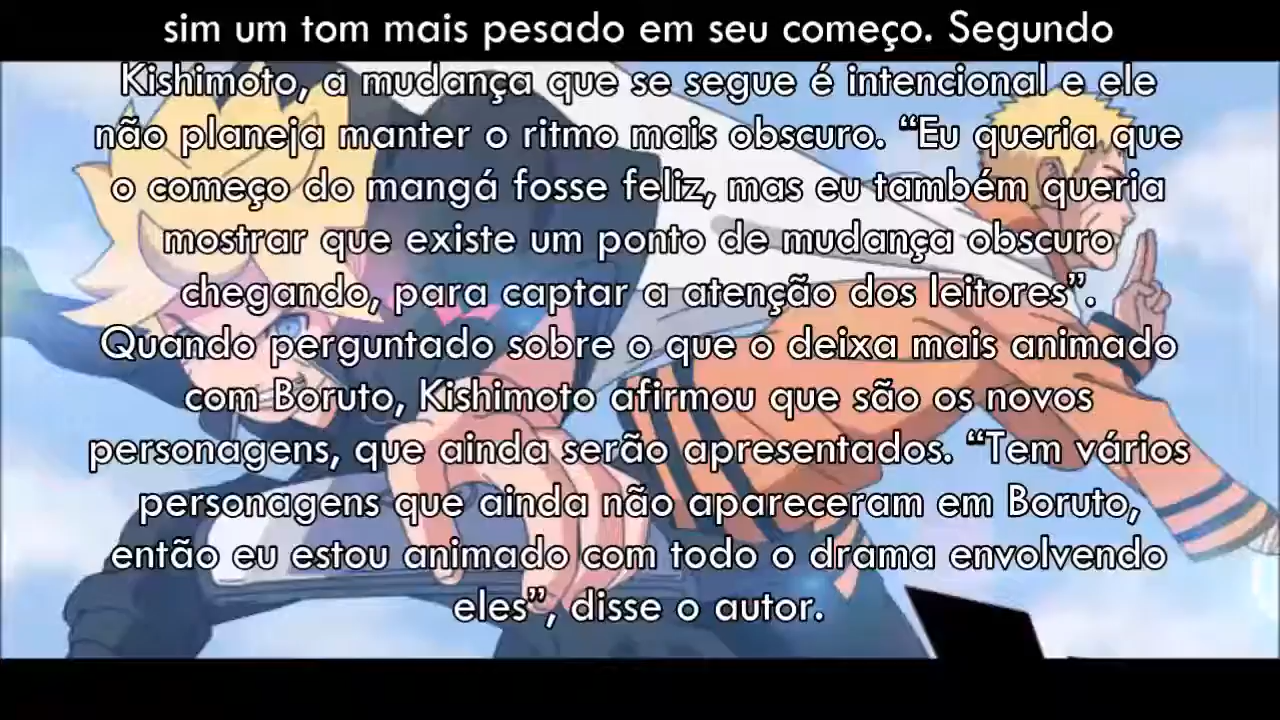 sim um tom mais pesado em seu começo. Segundo
Kishimoto, a mudança que se segue é intencional e ele
não planeja manter o ritmo mais obscuro. “Eu queria que
o começo do mangá fosse feliz, mas eu também queria
mostrar que existe um ponto de mudança obscuro
chegando, para captar a atenção dos leitores”.
Quando perguntado sobre o que o deixa mais animado
com Boruto, Kishimoto afirmou que são os novos
personagens, que ainda serão apresentados. “Tem vários
personagens que ainda não apareceram em Boruto,
então eu estou animado com todo o drama envolvendo
eles”, disse o autor.